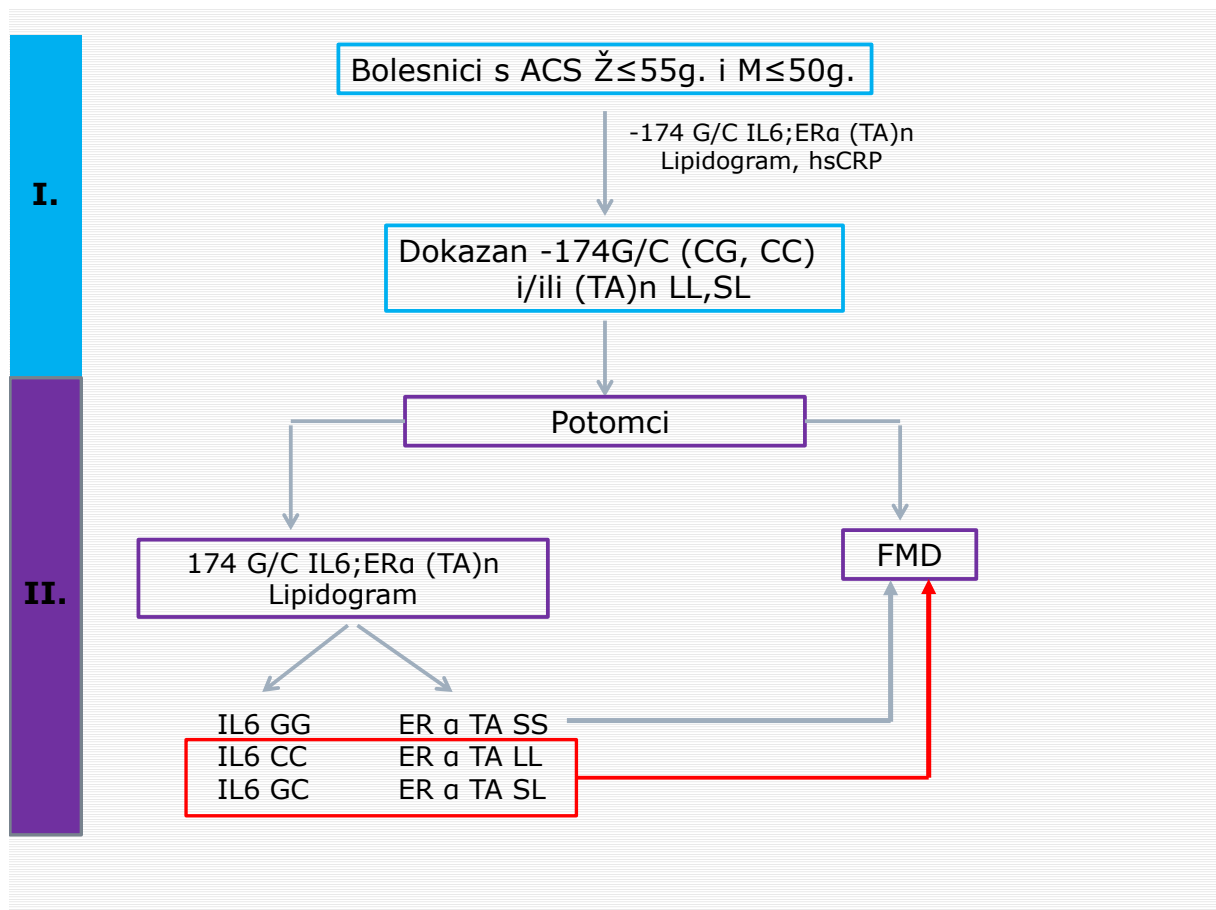 Bolesnici s ACS Ž≤55g. i M≤50g.
-174 G/C IL6;ERα (TA)n
Lipidogram, hsCRP
I.
Dokazan -174G/C (CG, CC)
i/ili (TA)n LL,SL
Potomci
174 G/C IL6;ERα (TA)n
Lipidogram
FMD
II.
IL6 GG ER α TA SS
IL6 CC ER α TA LL
IL6 GC ER α TA SL